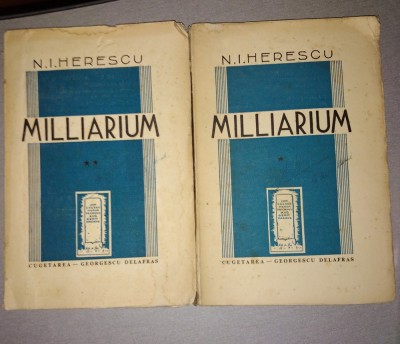 N.I.HERESCU
MILLIARIUM
**
CUGETAREA — GEORGESCU DELAFRAS
N.I.HERESCU
MILLIARIUM
*
CUGETAREA — GEORGESCU DELAFRAS